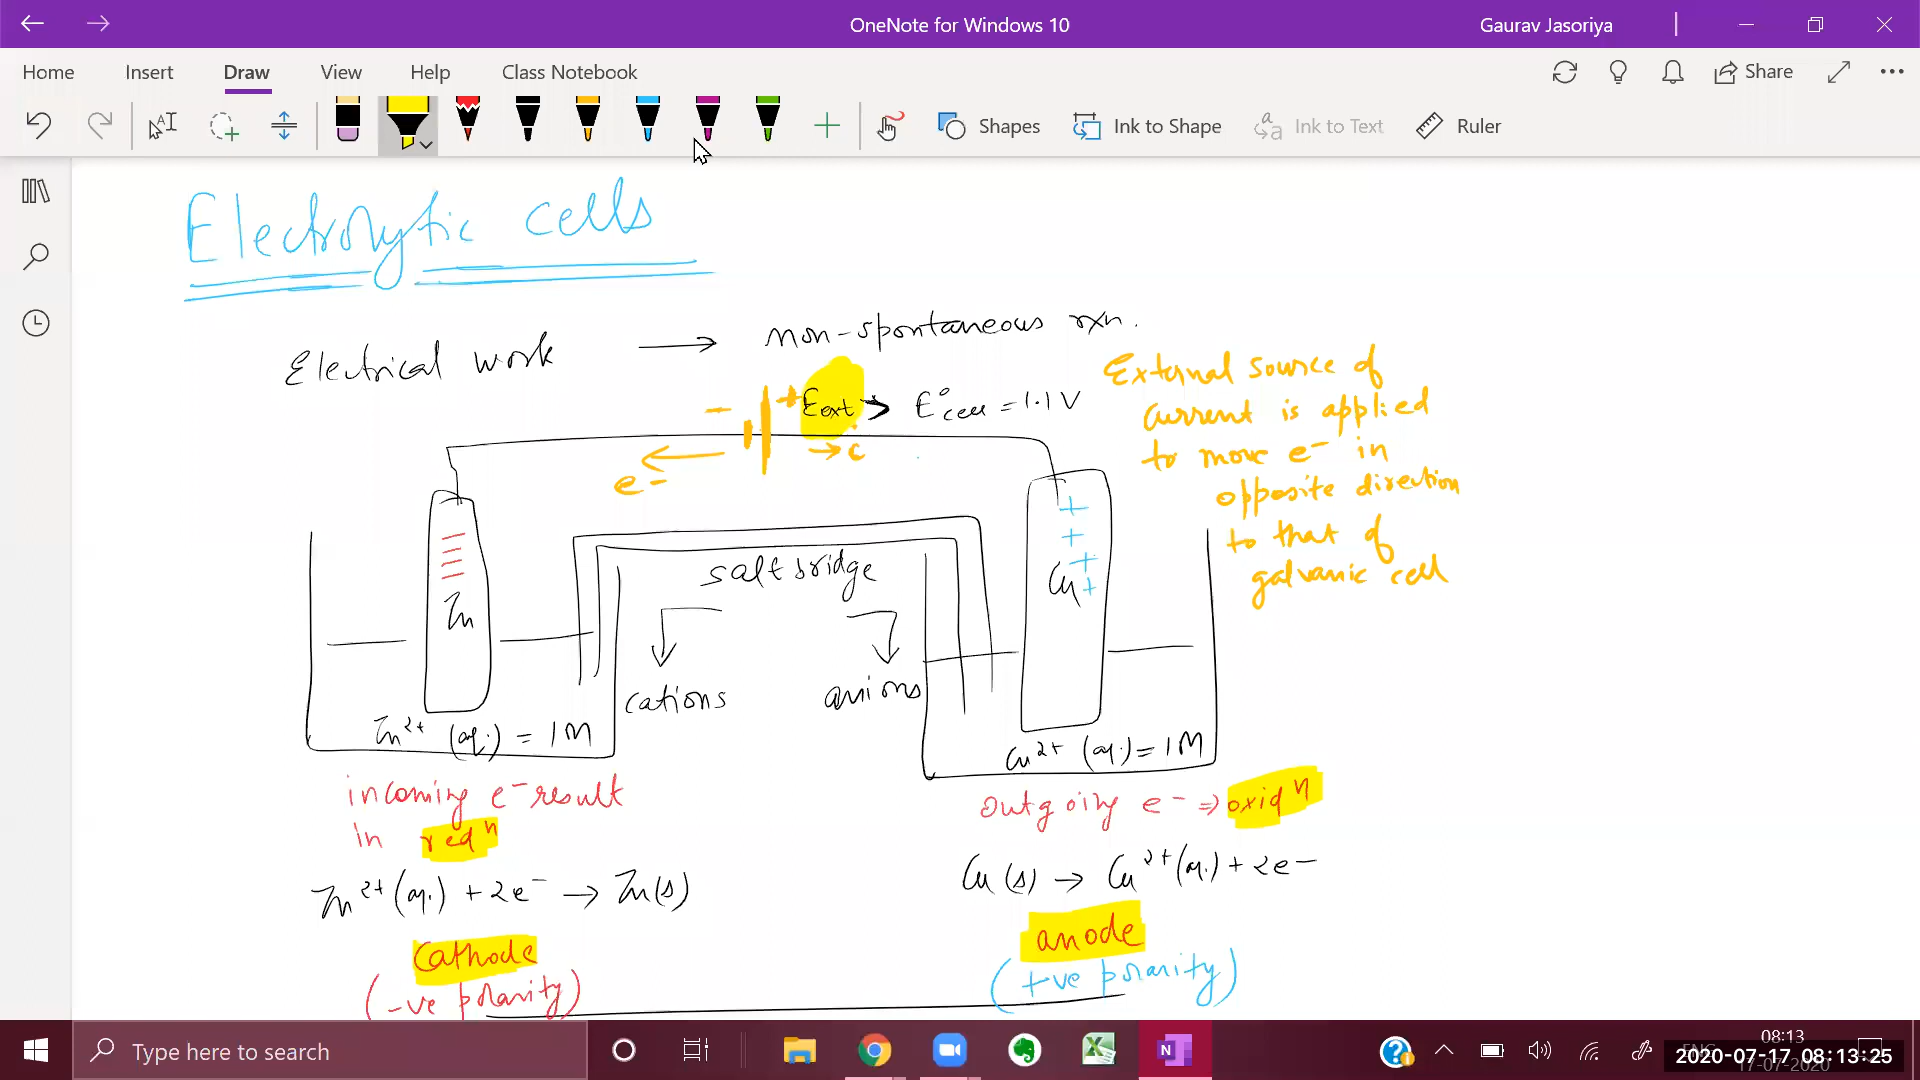 OneNote for Windows 10
Gaurav Jasoriya
Home Insert Draw View Help Class Notebook
Share
Shapes Ink to Shape Ink to Text Ruler
Electrolytic cells
Electrical work → non-spontaneous rxn.
- + Eext > E°cell = 1.1 V
External source of
current is applied
to move e- in
opposite direction
to that of
galvanic cell
e- ← → i
salt bridge
Zn
Cu
+
+
+
+
cations
anions
Zn2+ (aq.) = 1M
Cu2+ (aq.) = 1M
incoming e- result
in redn
outgoing e- ⇒ oxidn
Zn2+(aq.) + 2e- → Zn(s)
Cu(s) → Cu2+(aq.) + 2e-
Cathode
(-ve polarity)
anode
(+ve polarity)
Type here to search
08:13
2020-07-17 08:13:25
17-07-2020